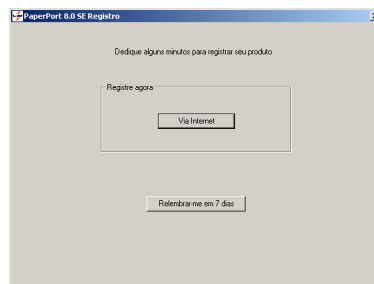 PaperPort 8.0 SE Registro
Dedique alguns minutos para registrar seu produto
Registre agora
Via Internet
Relembrar-me em 7 dias